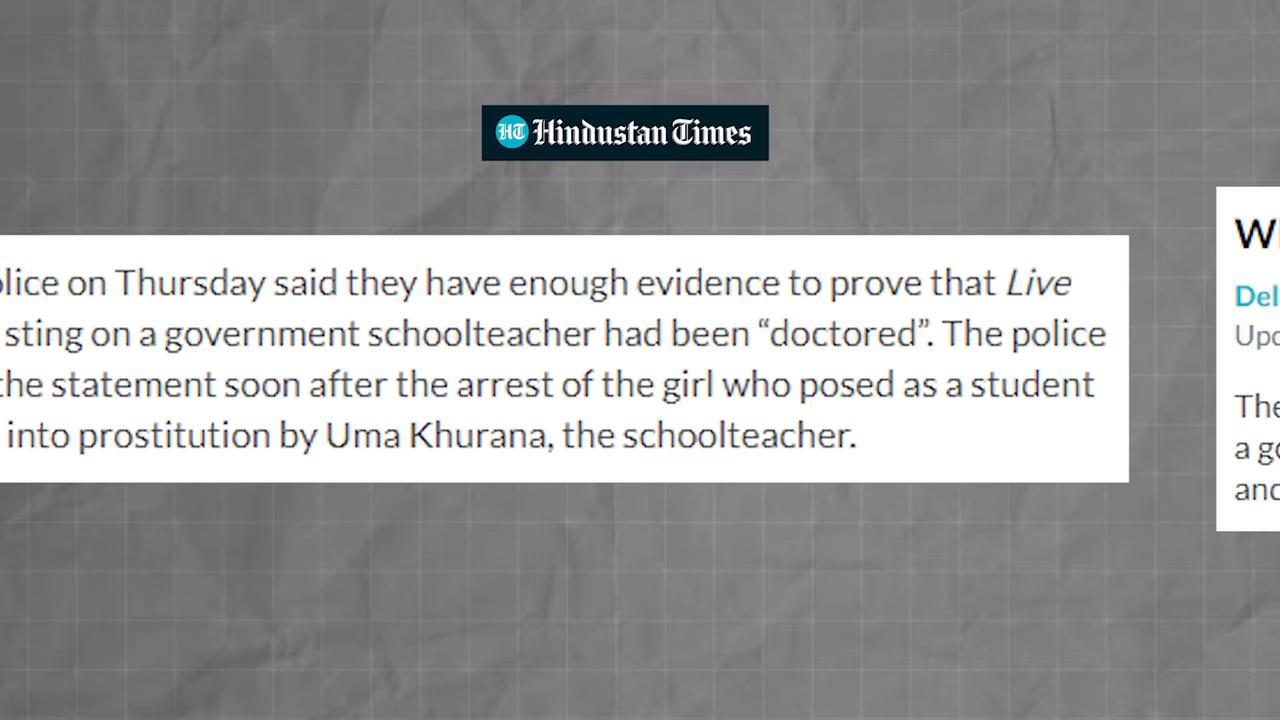 HT Hindustan Times
olice on Thursday said they have enough evidence to prove that Live
sting on a government schoolteacher had been “doctored”. The police
the statement soon after the arrest of the girl who posed as a student
into prostitution by Uma Khurana, the schoolteacher.
Del
Upd
The
a go
and